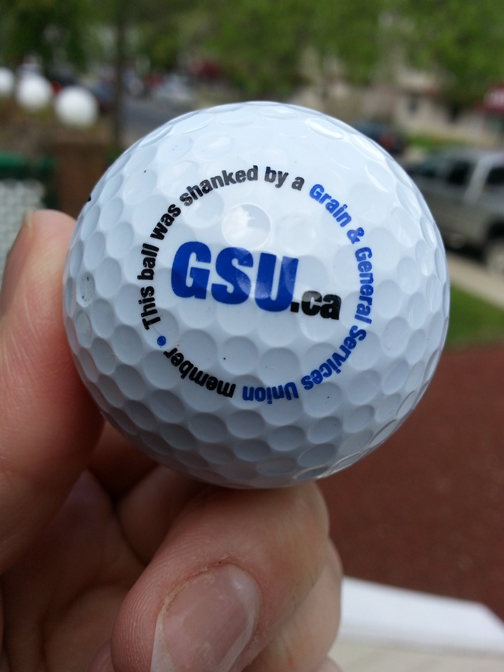 This ball was shanked by a Grain & General Services Union member •
GSU.ca